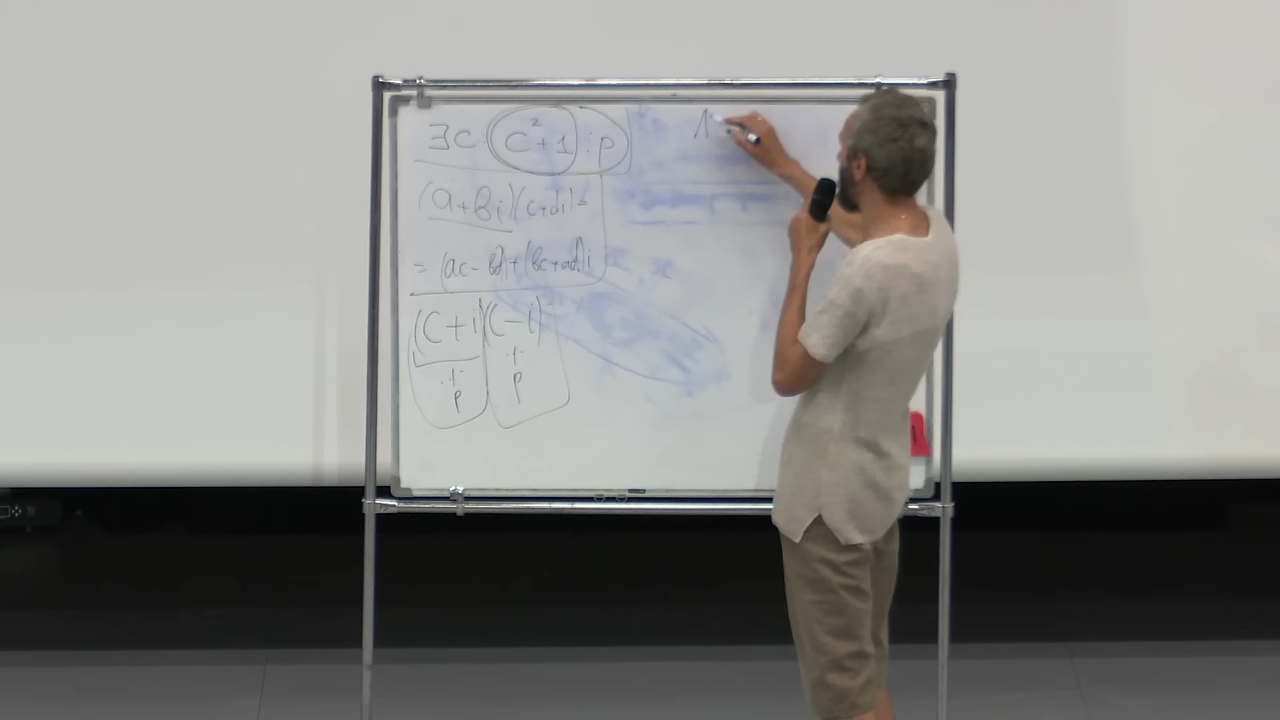 ∃c: c²+1 ⋮ p
(a+bi)(c+di)=
=(ac-bd)+(bc+ad)i
(c+i)(c-i)
⋮ ⋮
p p